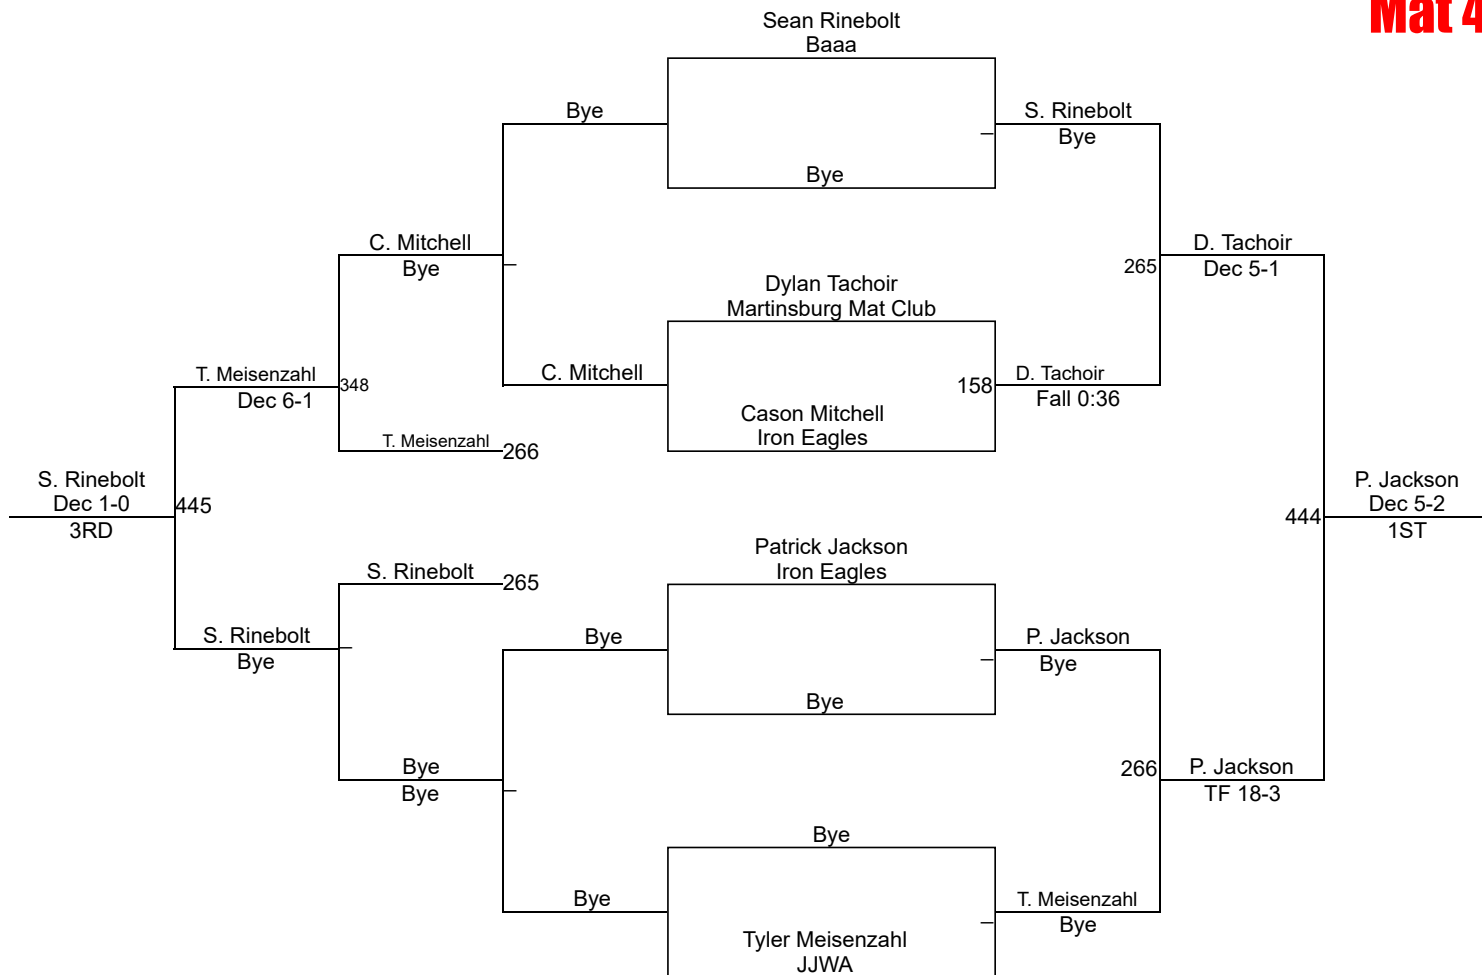 Mat 4
Sean Rinebolt
Baaa
Bye
S. Rinebolt
Bye
Bye
C. Mitchell
Bye
D. Tachoir
Dec 5-1
265
Dylan Tachoir
Martinsburg Mat Club
T. Meisenzahl
Dec 6-1
348
C. Mitchell
158
D. Tachoir
Fall 0:36
Cason Mitchell
Iron Eagles
T. Meisenzahl
266
S. Rinebolt
Dec 1-0
3RD
445
444
P. Jackson
Dec 5-2
1ST
Patrick Jackson
Iron Eagles
S. Rinebolt
265
S. Rinebolt
Bye
Bye
P. Jackson
Bye
Bye
Bye
Bye
266
P. Jackson
TF 18-3
Bye
Bye
T. Meisenzahl
Bye
Tyler Meisenzahl
JJWA